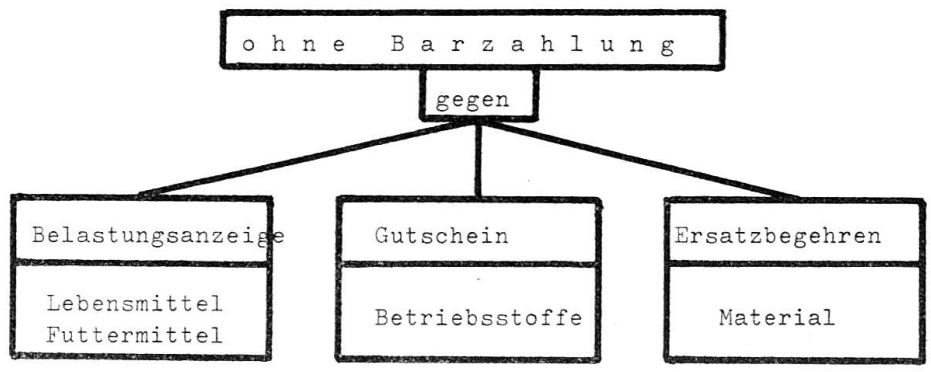 ohne Barzahlung
gegen
Belastungsanzeige
Lebensmittel
Futtermittel
Gutschein
Betriebsstoffe
Ersatzbegehren
Material